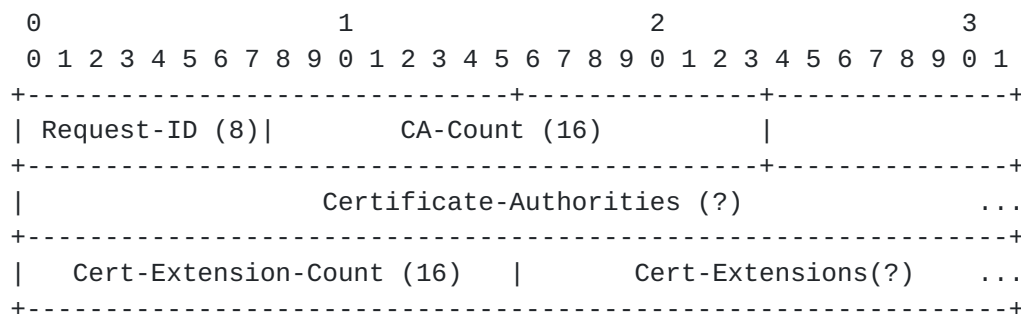 0                   1                   2                   3
0 1 2 3 4 5 6 7 8 9 0 1 2 3 4 5 6 7 8 9 0 1 2 3 4 5 6 7 8 9 0 1
+-------------------------------+---------------+---------------+
| Request-ID (8)|        CA-Count (16)          |
+-----------------------------------------------+---------------+
|                   Certificate-Authorities (?)               ...
+---------------------------------------------------------------+
|   Cert-Extension-Count (16)   |       Cert-Extensions(?)    ...
+---------------------------------------------------------------+